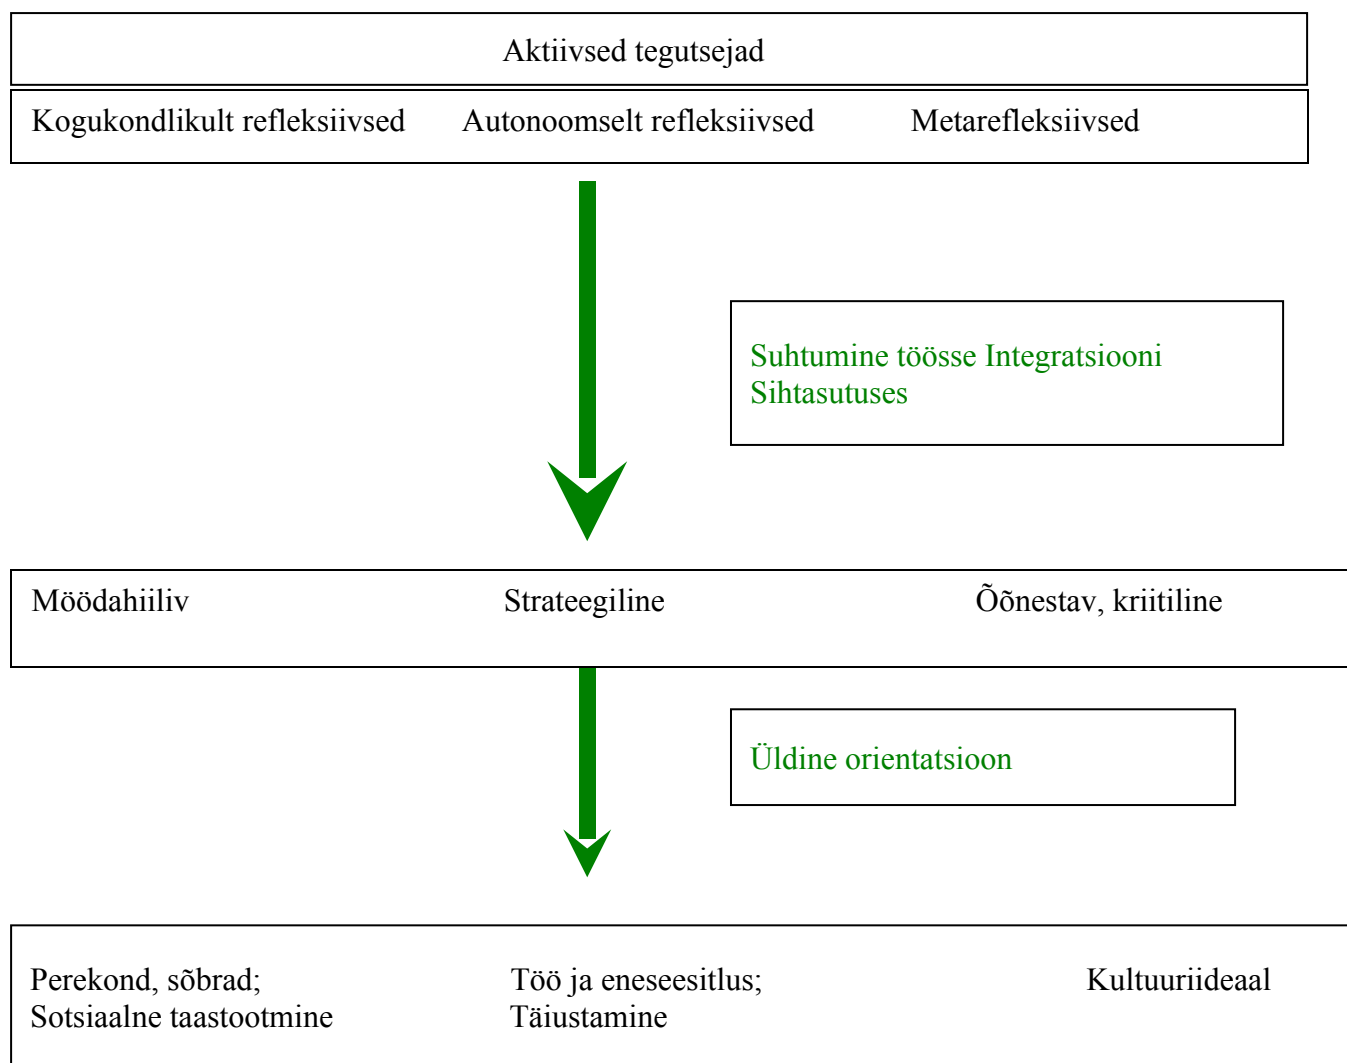 Aktiivsed tegutsejad
Kogukondlikult refleksiivsed Autonoomselt refleksiivsed Metarefleksiivsed
Suhtumine töösse Integratsiooni
Sihtasutuses
Möödahiiliv Strateegiline Õõnestav, kriitiline
Üldine orientatsioon
Perekond, sõbrad; Töö ja eneseesitlus; Kultuuriideaal
Sotsiaalne taastootmine Täiustamine